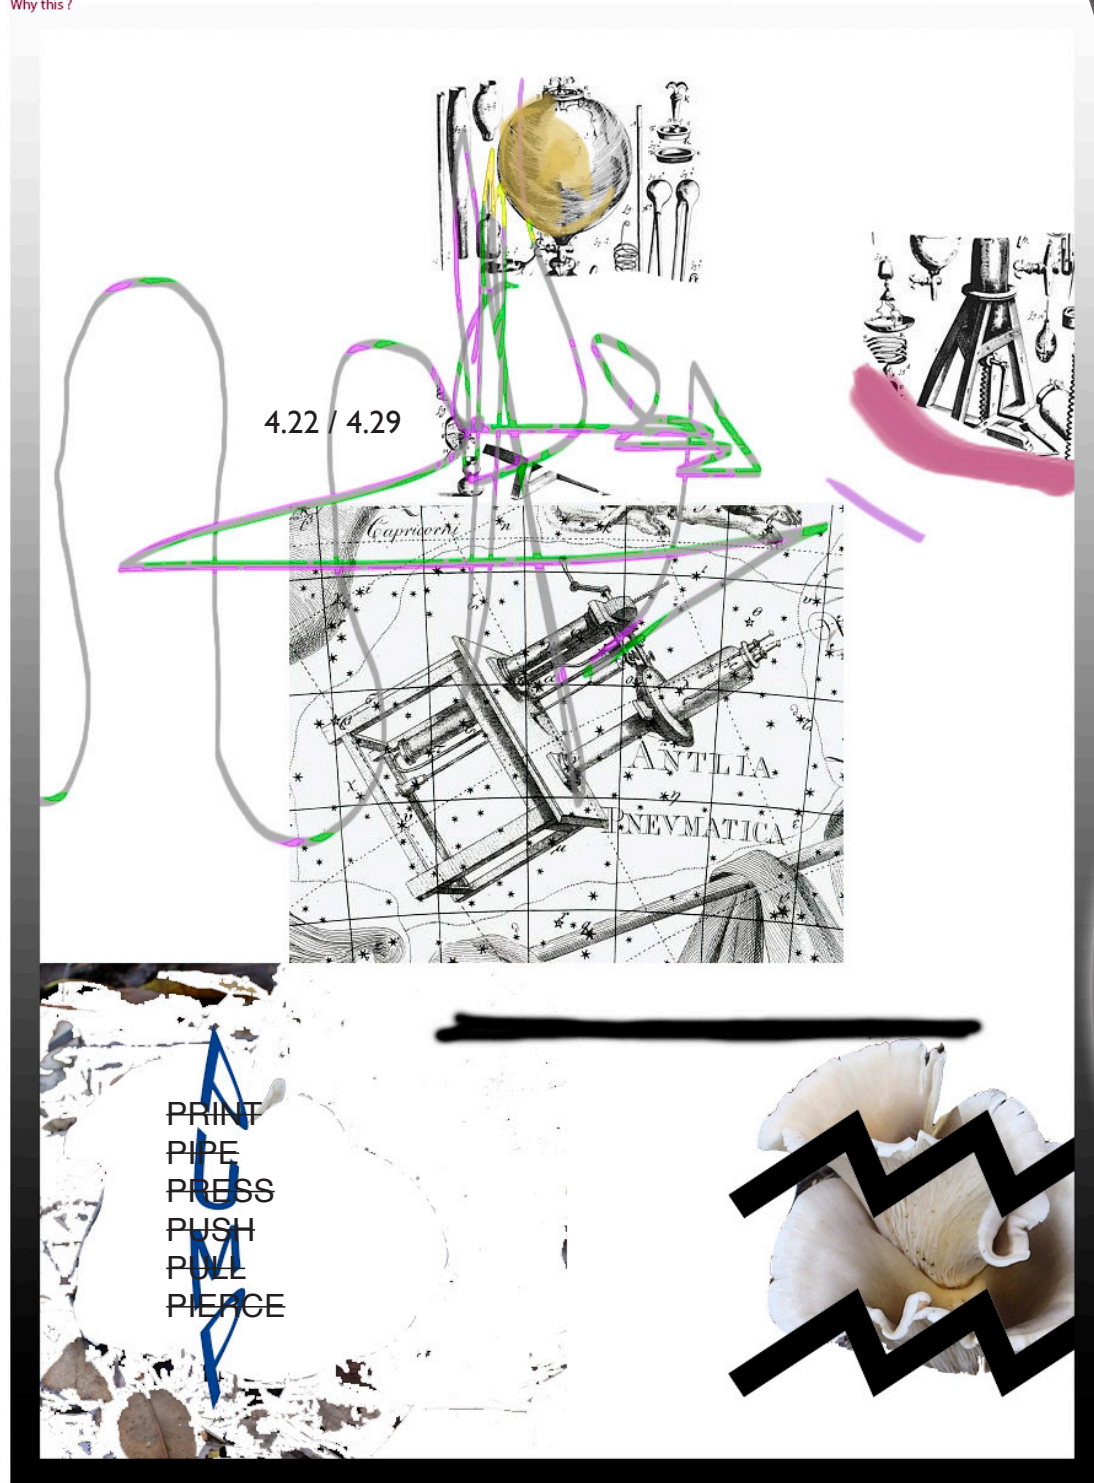 Why this ?
4.22 / 4.29
Capricorni
ANTLIA
PNEVMATICA
PRINT
PIPE
PRESS
PUSH
PULL
PIERCE
PUMP